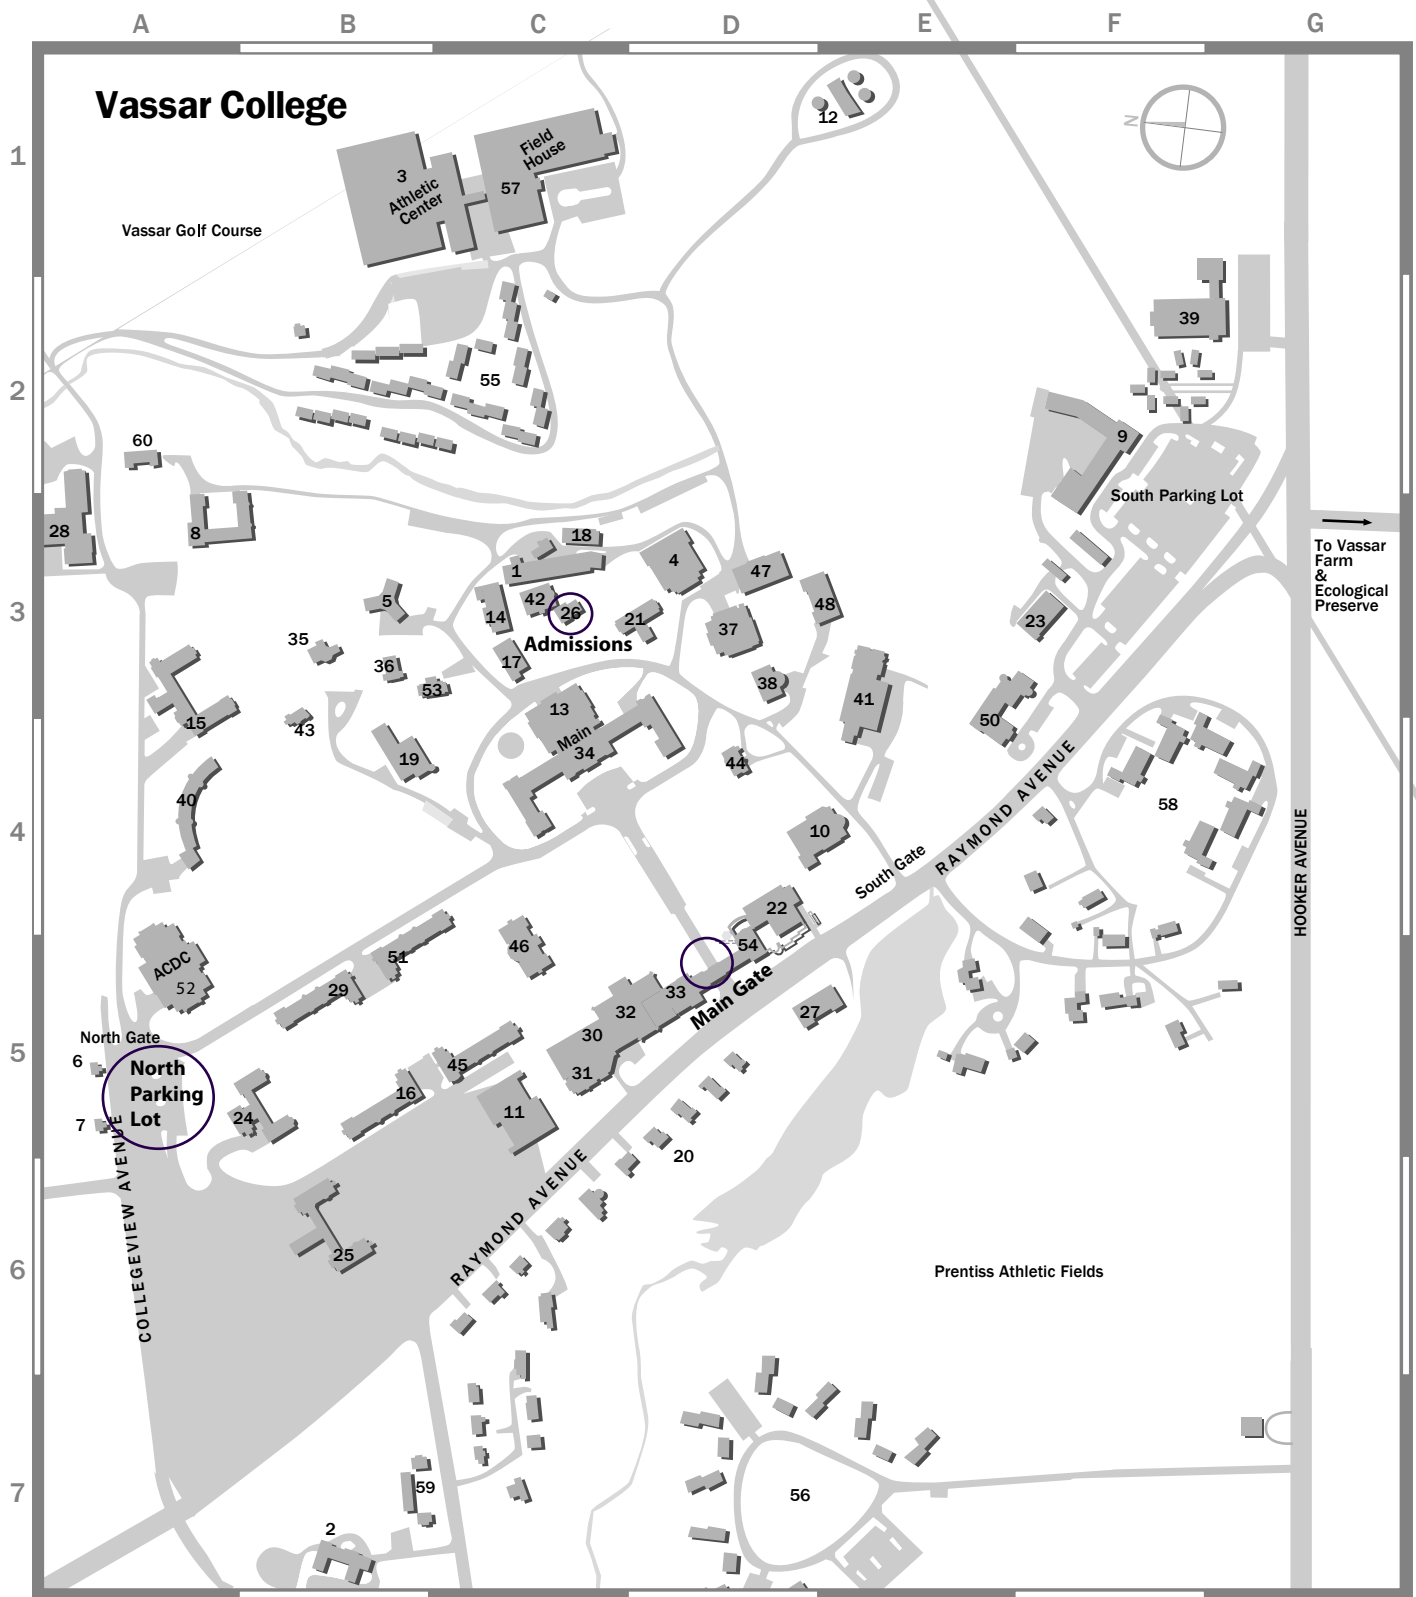 A B C D E F G
Vassar College
12
N
1
3
Athletic
Center
Field
House
57
Vassar Golf Course
39
2
55
9
60
South Parking Lot
28
8
18
To Vassar
Farm
&
Ecological
Preserve
4
47
1
5
42
26
48
3
14
21
23
37
Admissions
35
36
17
53
38
41
15
43
13
Main
34
50
19
44
40
58
4
10
RAYMOND AVENUE
HOOKER AVENUE
South Gate
22
46
54
51
ACDC
52
29
33
Main Gate
32
27
North Gate
30
5
6
North
Parking
Lot
45
31
16
7
24
11
20
COLLEGEVIEW AVENUE
RAYMOND AVENUE
25
6
Prentiss Athletic Fields
59
7
56
2